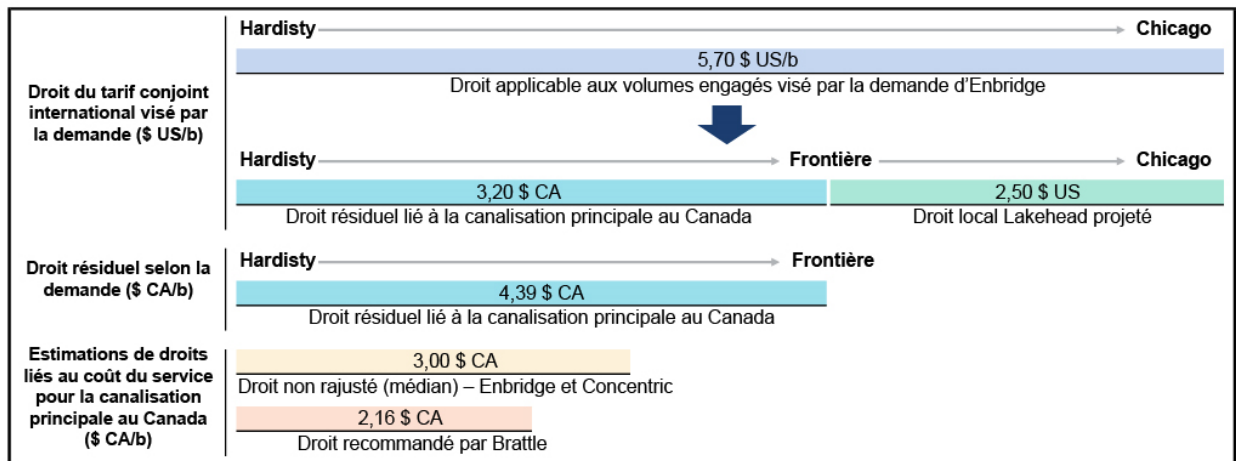 Hardisty Chicago
5,70 $ US/b
Droit applicable aux volumes engagés visé par la demande d'Enbridge
Droit du tarif conjoint
international visé par
la demande ($ US/b)
Hardisty Frontière Chicago
3,20 $ CA 2,50 $ US
Droit résiduel lié à la canalisation principale au Canada Droit local Lakehead projeté
Droit résiduel selon la
demande ($ CA/b)
Hardisty Frontière
4,39 $ CA
Droit résiduel lié à la canalisation principale au Canada
Estimations de droits
liés au coût du service
pour la canalisation
principale au Canada
($ CA/b)
3,00 $ CA
Droit non rajusté (médian) – Enbridge et Concentric
2,16 $ CA
Droit recommandé par Brattle